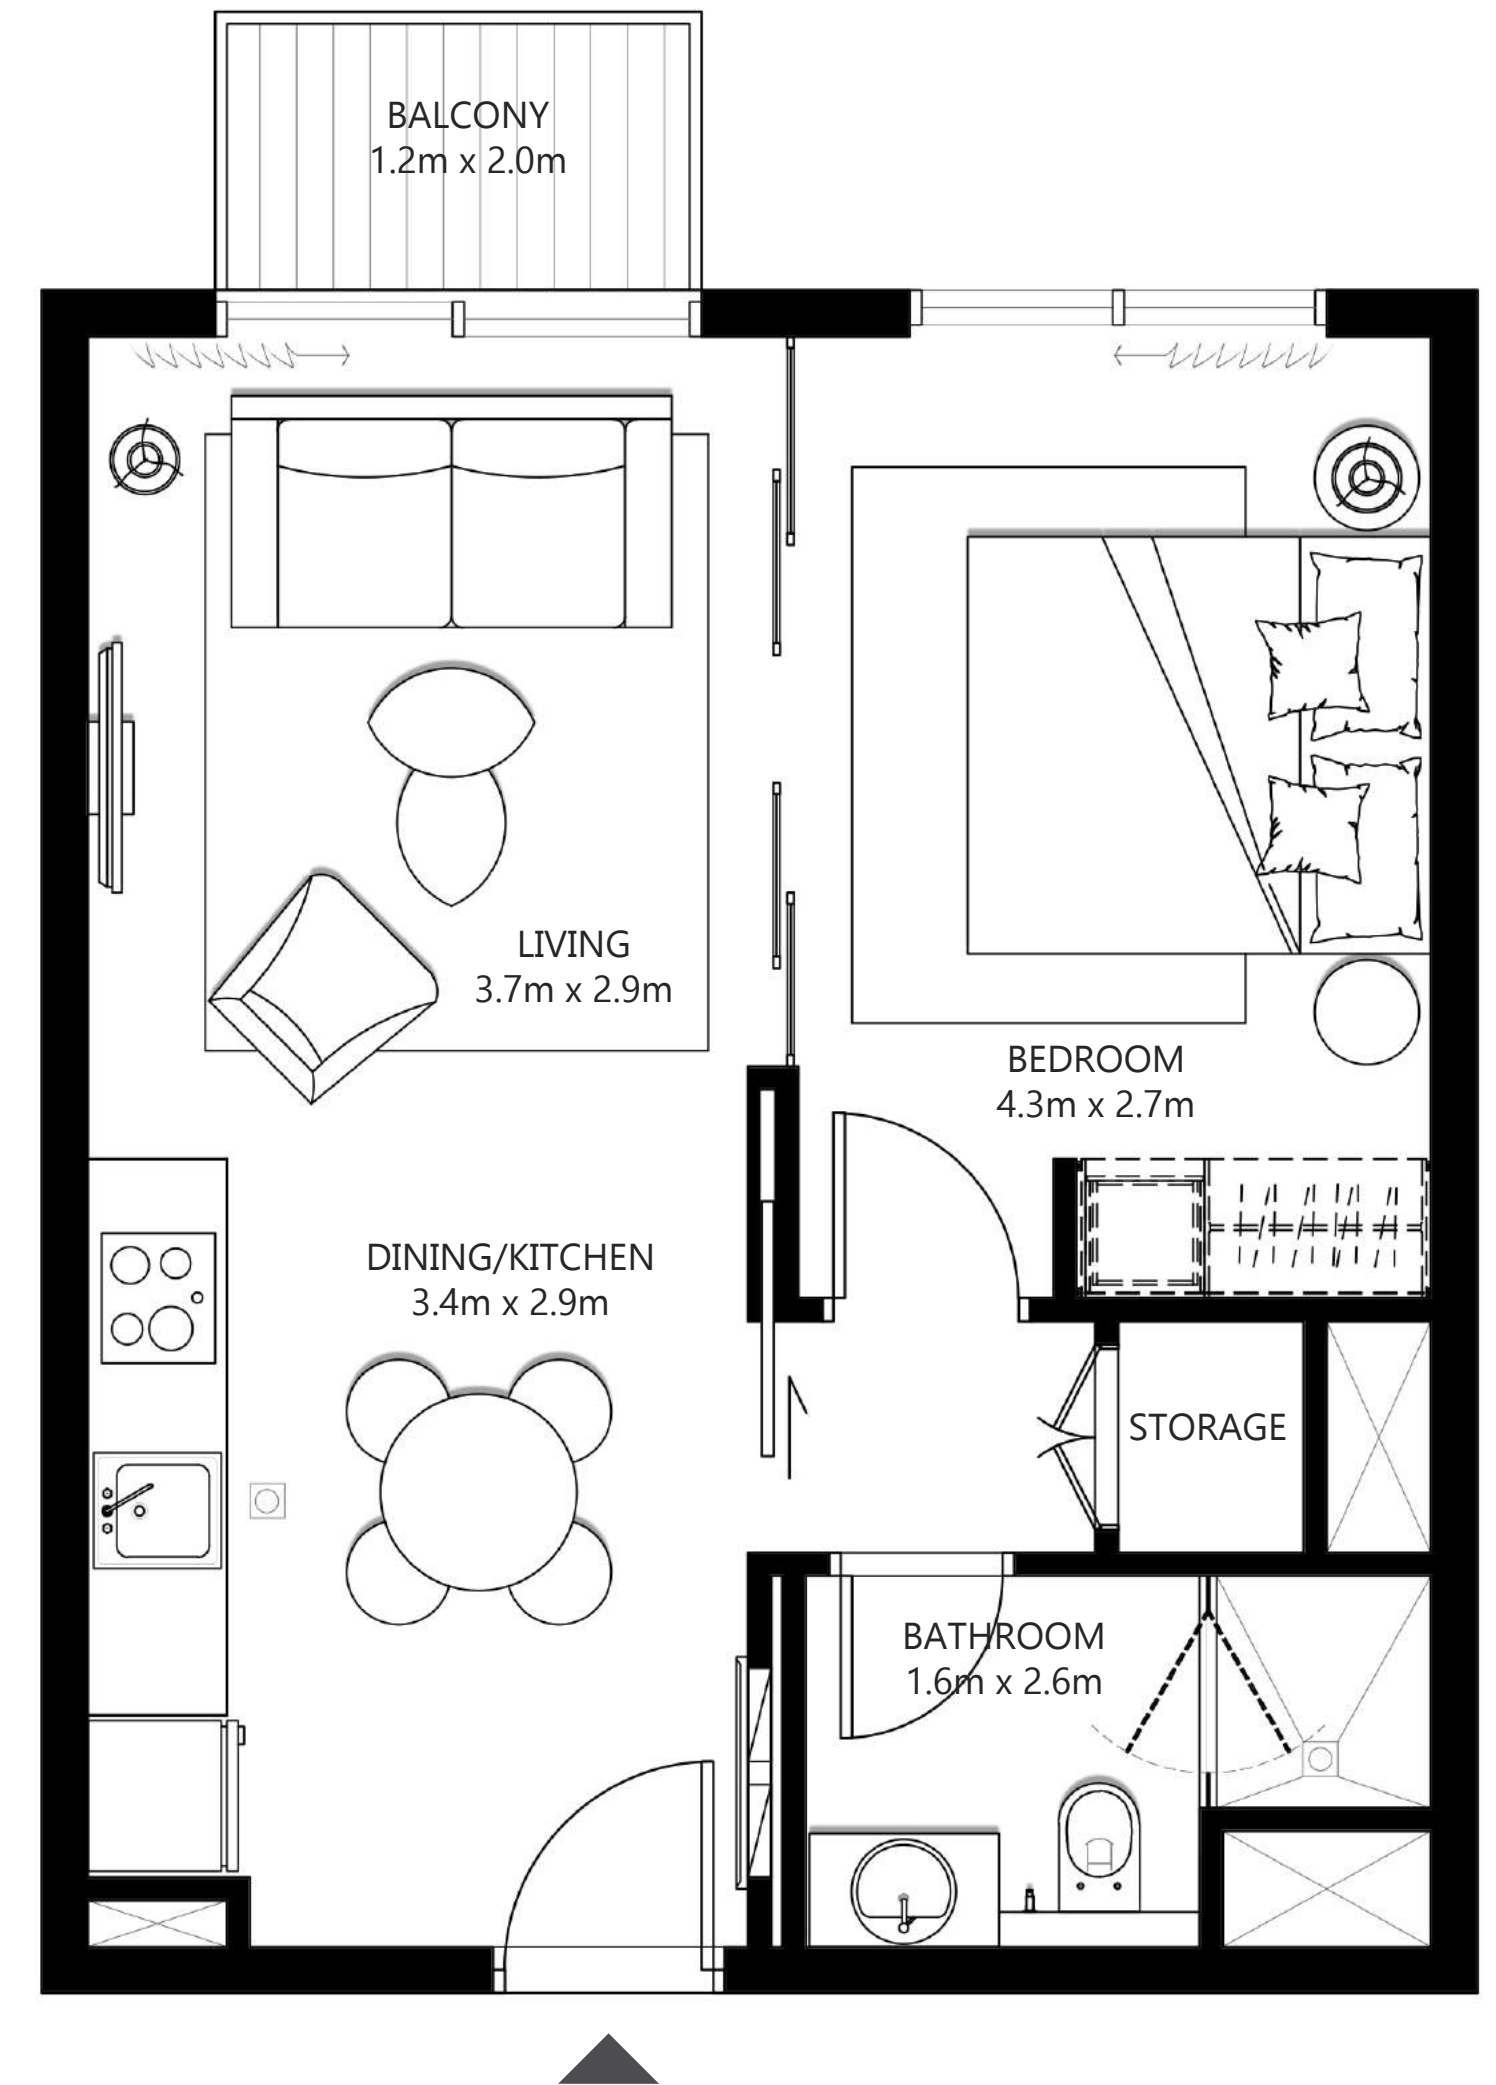 BALCONY
1.2m x 2.0m
LIVING
3.7m x 2.9m
BEDROOM
4.3m x 2.7m
DINING/KITCHEN
3.4m x 2.9m
STORAGE
BATHROOM
1.6m x 2.6m